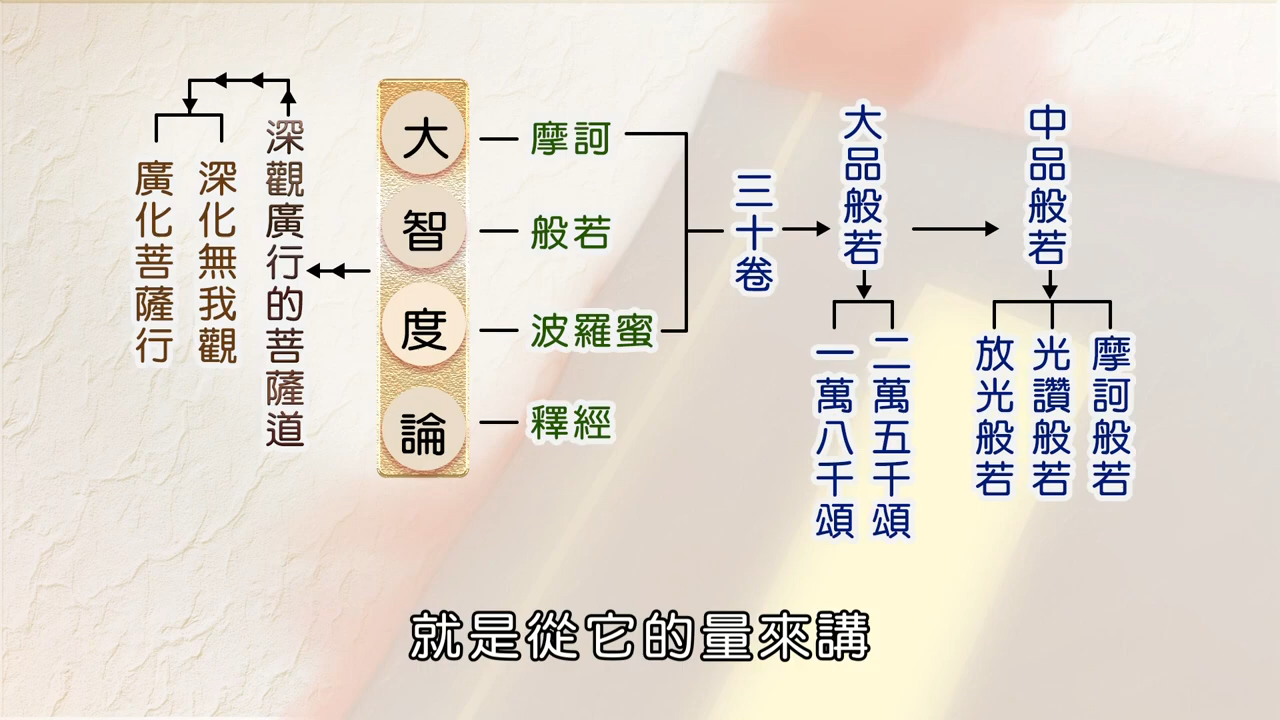 大智度論
摩訶
般若
波羅蜜
釋經
三十卷
大品般若
二萬五千頌
一萬八千頌
中品般若
摩訶般若
光讚般若
放光般若
深觀廣行的菩薩道
深化無我觀
廣化菩薩行
就是從它的量來講